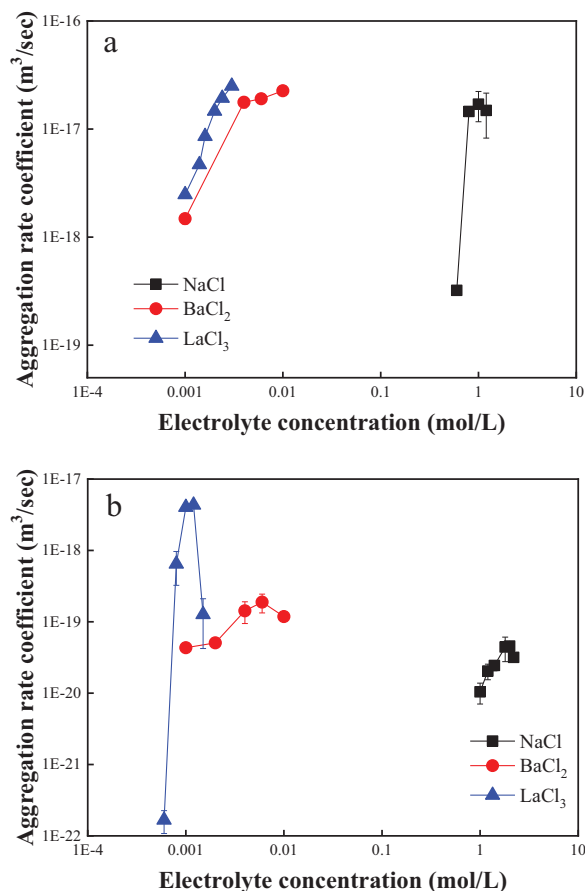 a
Aggregation rate coefficient (m³/sec)
1E-16
1E-17
1E-18
1E-19
NaCl
BaCl₂
LaCl₃
1E-4 0.001 0.01 0.1 1 10
Electrolyte concentration (mol/L)
b
Aggregation rate coefficient (m³/sec)
1E-17
1E-18
1E-19
1E-20
1E-21
1E-22
NaCl
BaCl₂
LaCl₃
1E-4 0.001 0.01 0.1 1 10
Electrolyte concentration (mol/L)